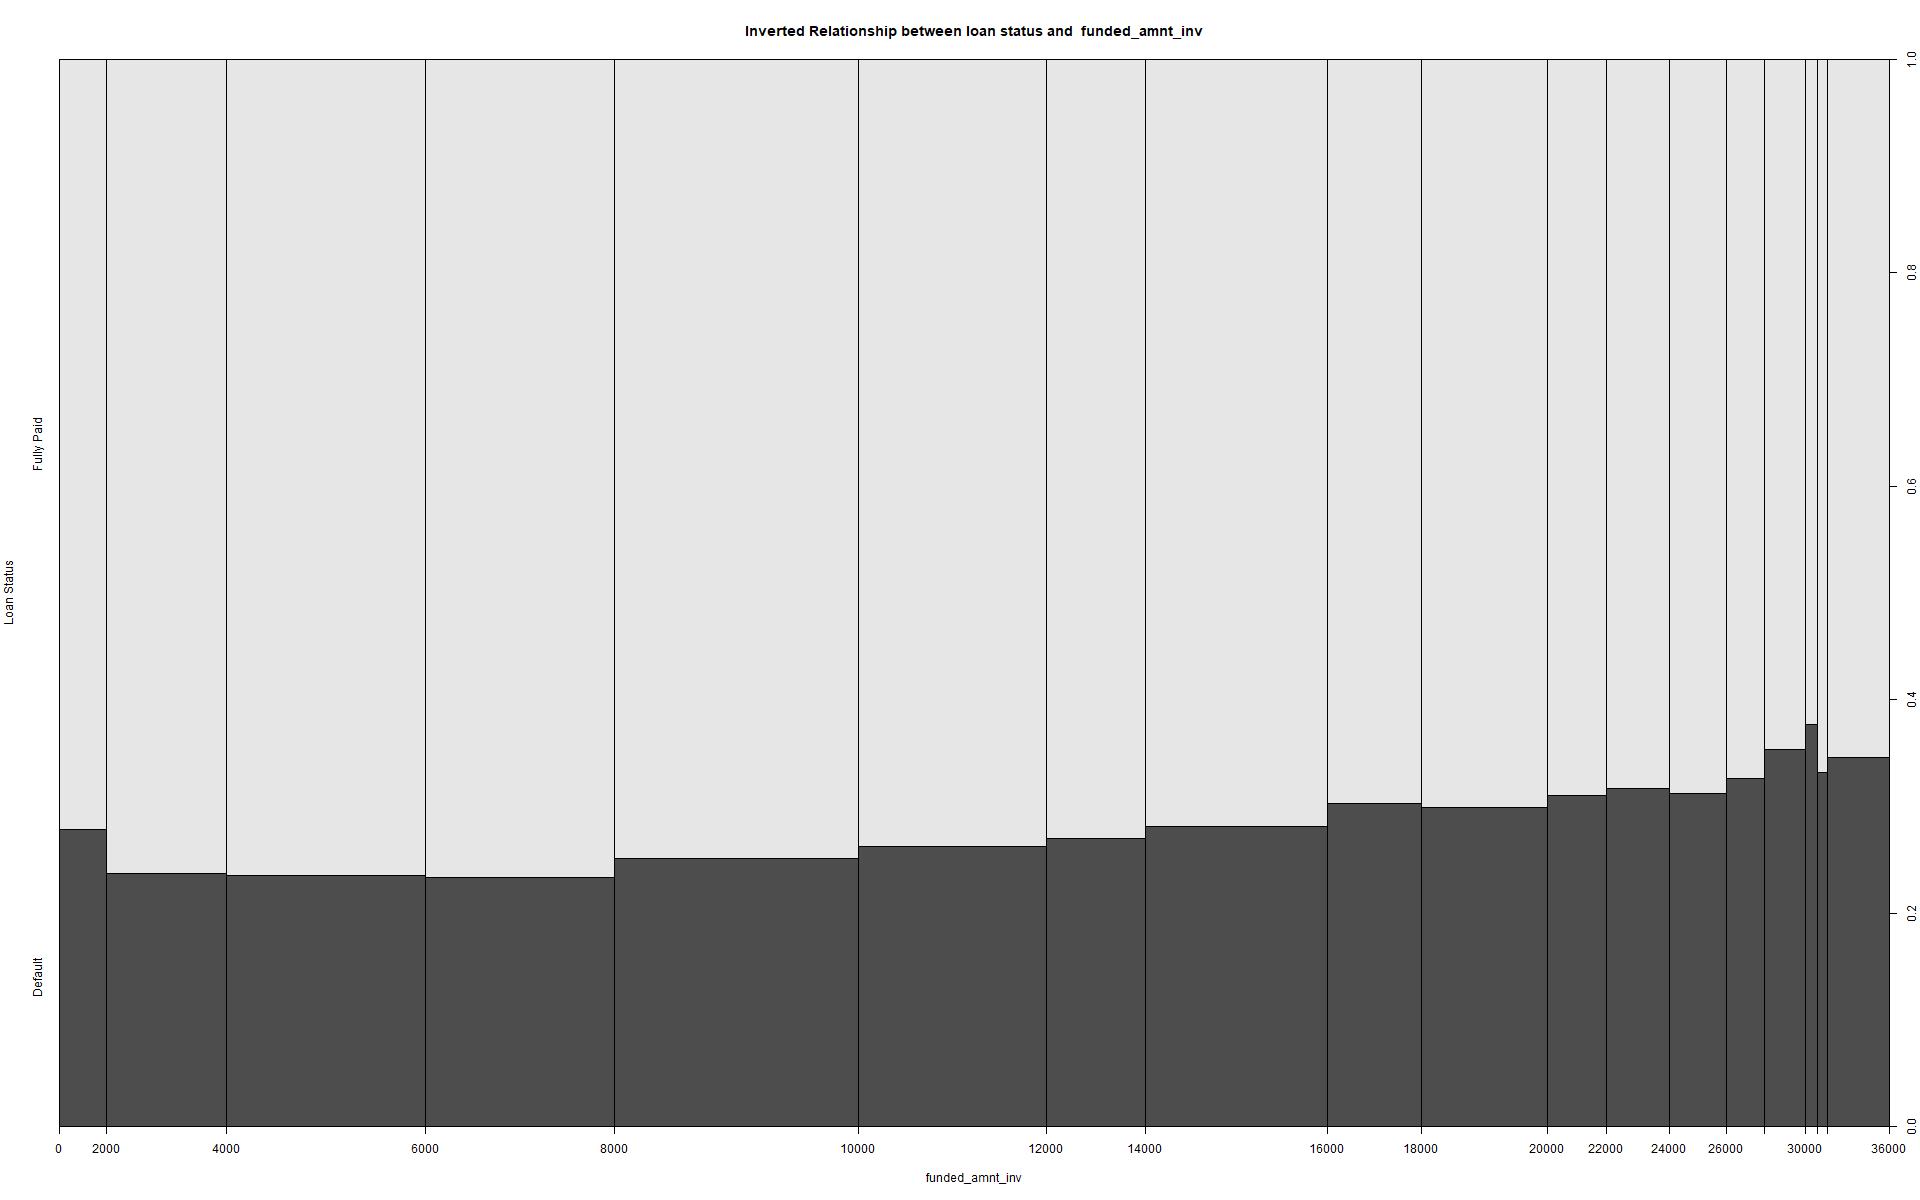 Inverted Relationship between loan status and  funded_amnt_inv
1.0
0.8
0.6
0.4
0.2
0.0
Fully Paid
Loan Status
Default
0 2000 4000 6000 8000 10000 12000 14000 16000 18000 20000 22000 24000 26000 30000 36000
funded_amnt_inv